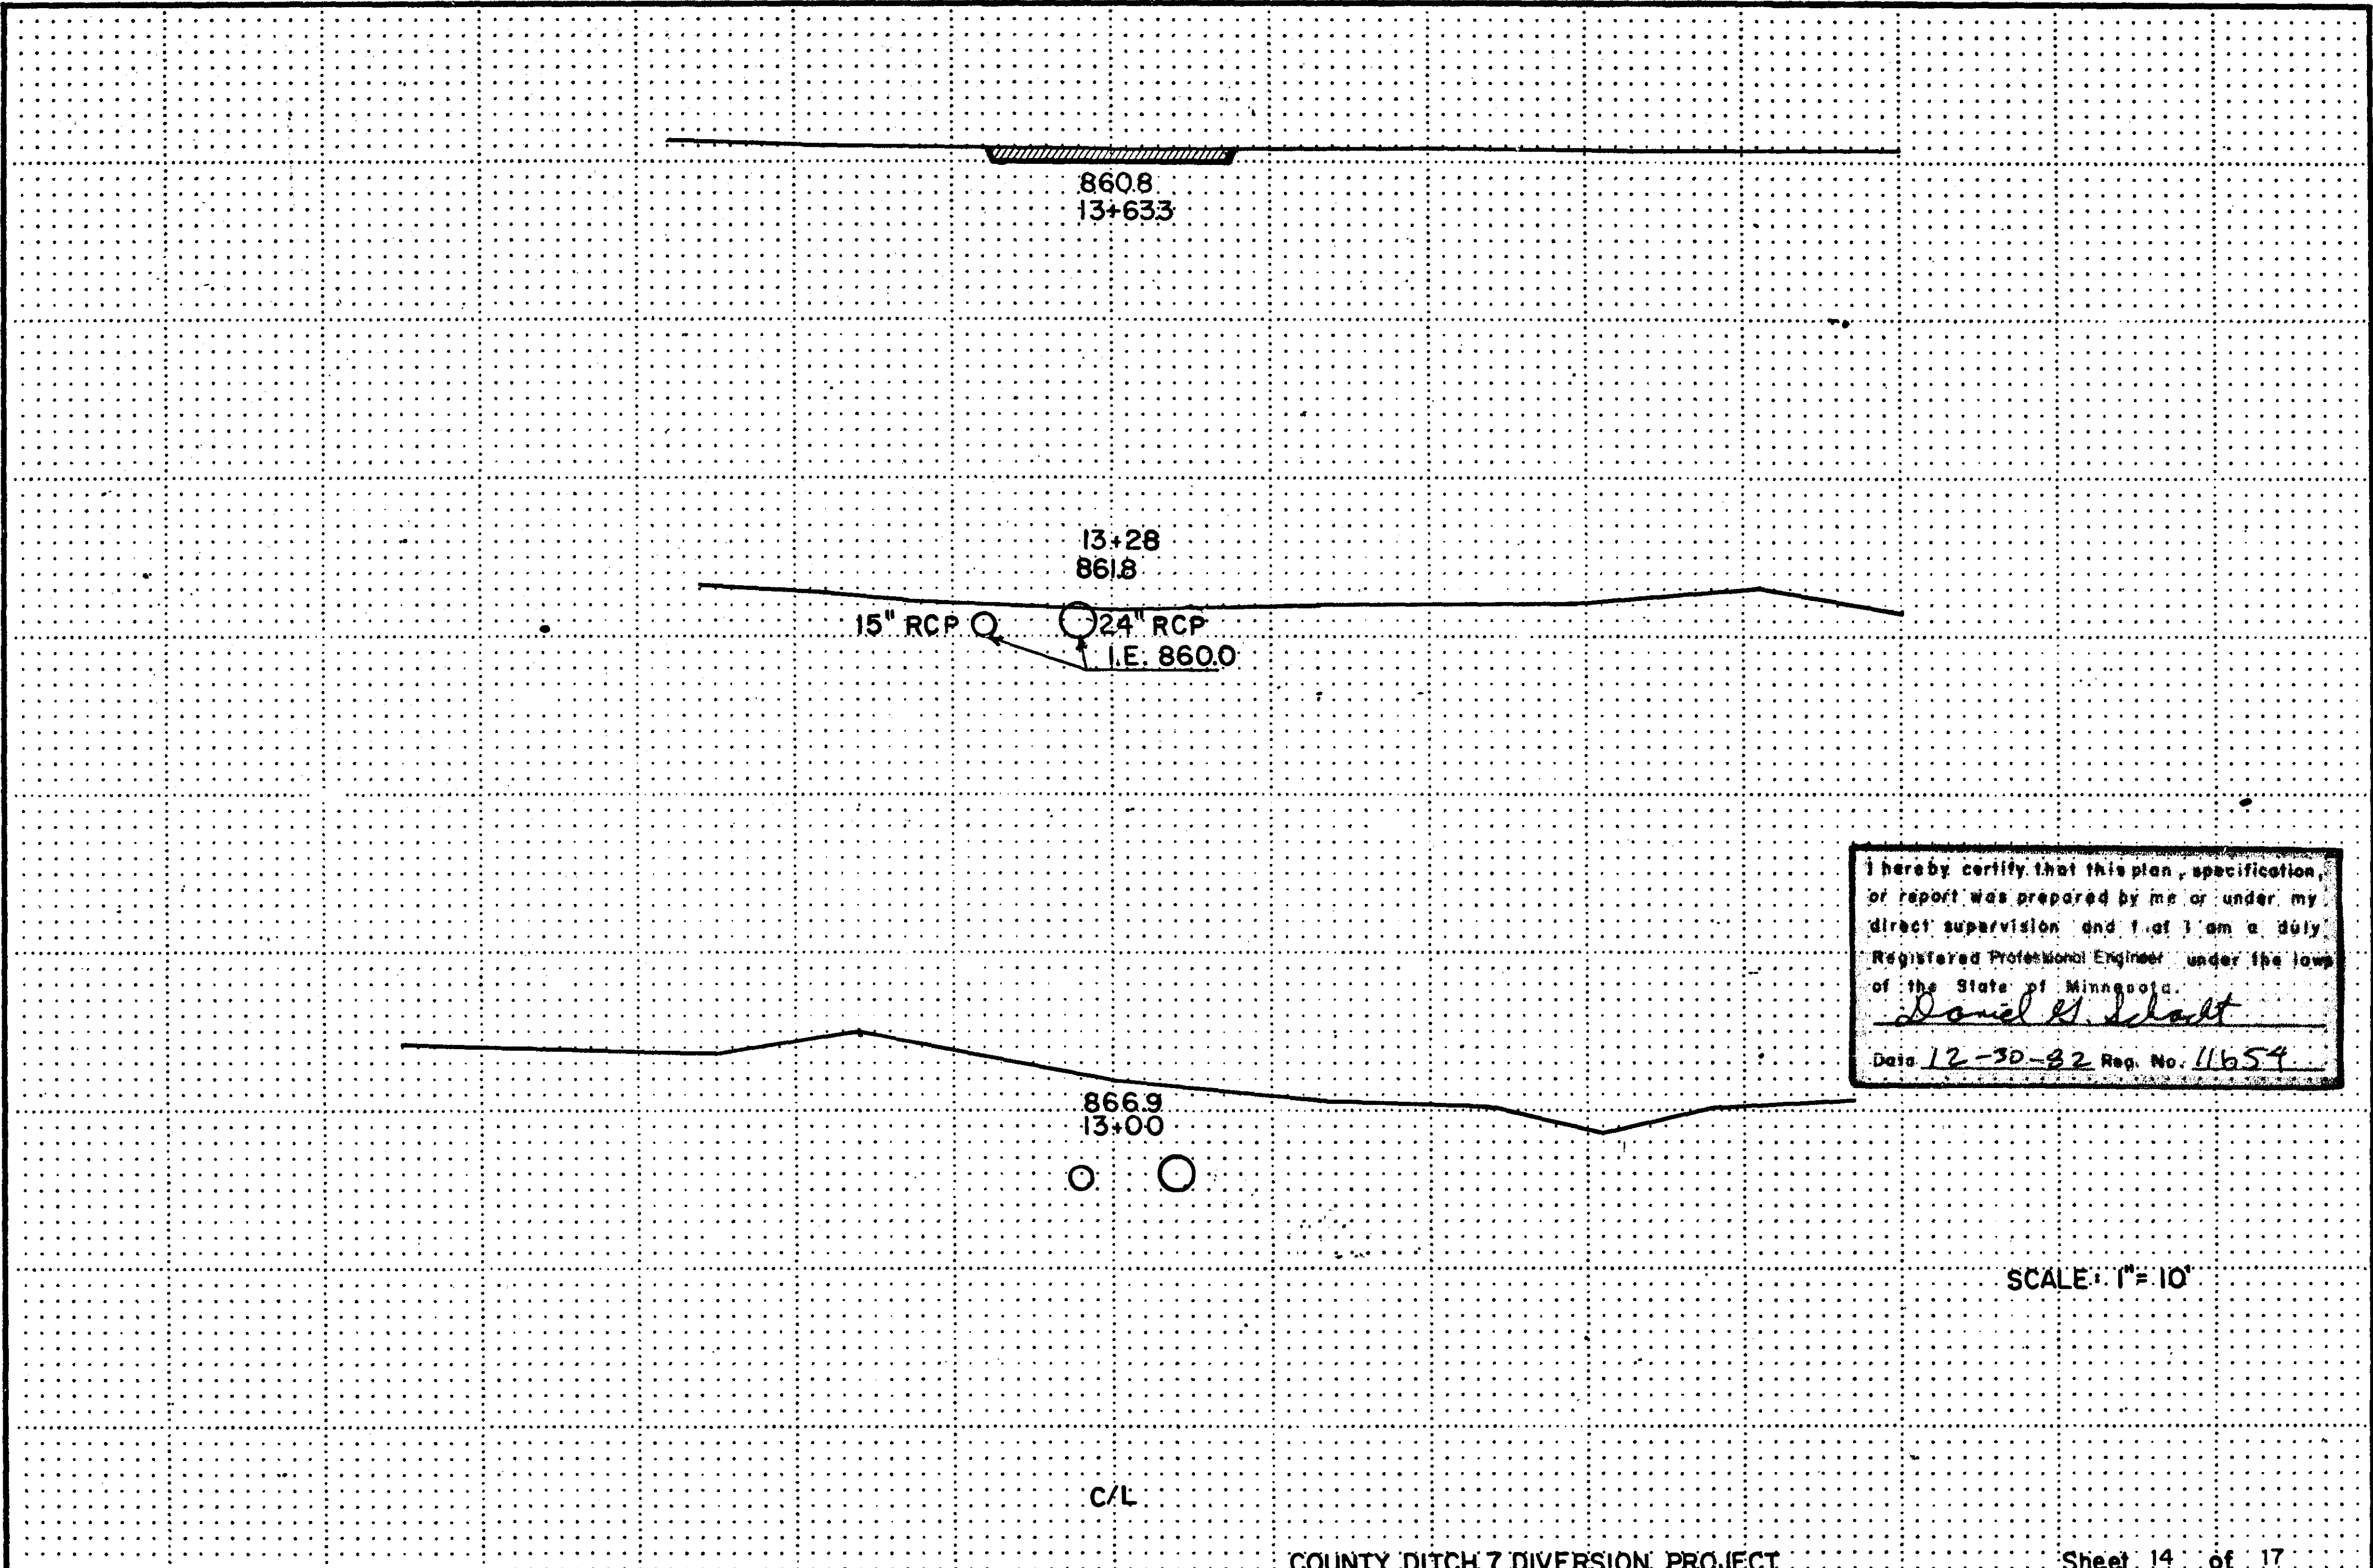 860.8
13+63.3
13+28
861.8
15" RCP
24" RCP
I.E. 860.0
I hereby certify that this plan, specification,
or report was prepared by me or under my
direct supervision and t at I am a duly
Registered Professional Engineer under the laws
of the State of Minnesota.
Daniel G. Schacht
Date 12-30-82 Reg. No. 11654
866.9
13+00
SCALE: 1"= 10'
C/L
COUNTY DITCH 7 DIVERSION PROJECT
Sheet 14 of 17